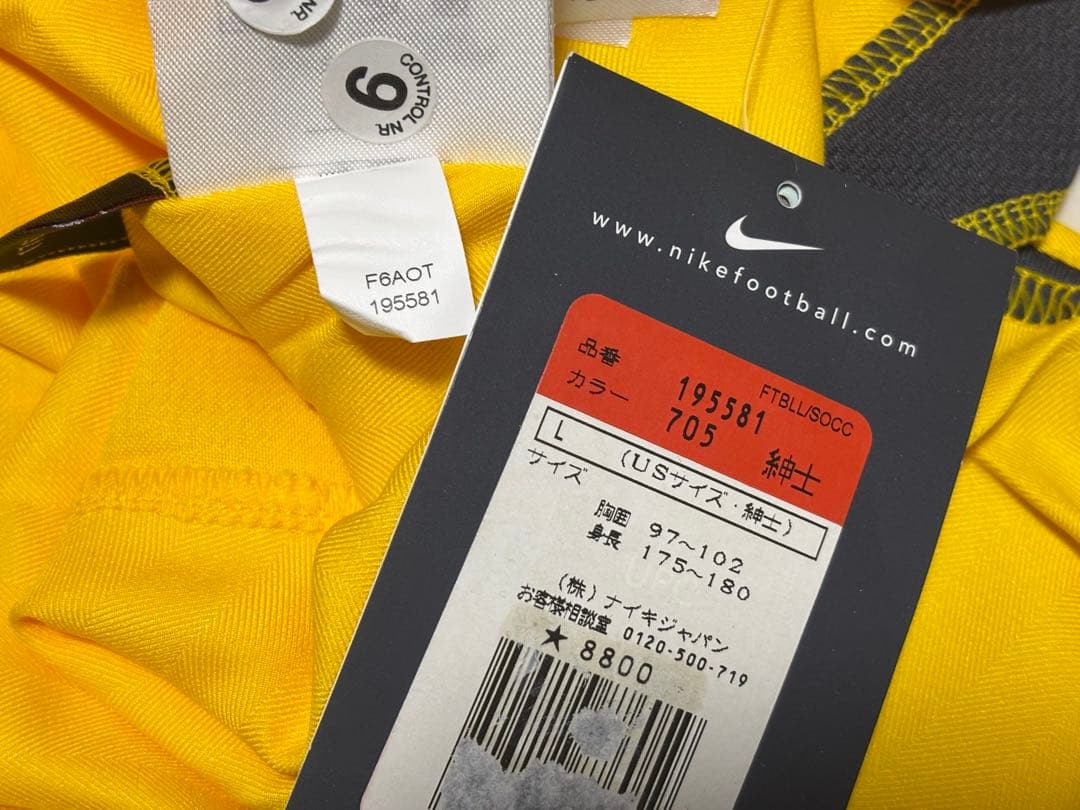 9
CONTROL NR.
F6AOT
195581
www.nikefootball.com
FTBLL/SOCC
品番 195581
カラー 705 紳士
L (USサイズ・紳士)
サイズ
胸囲 97～102
身長 175～180
(株)ナイキジャパン
お客様相談室 0120-500-719
★ 8800